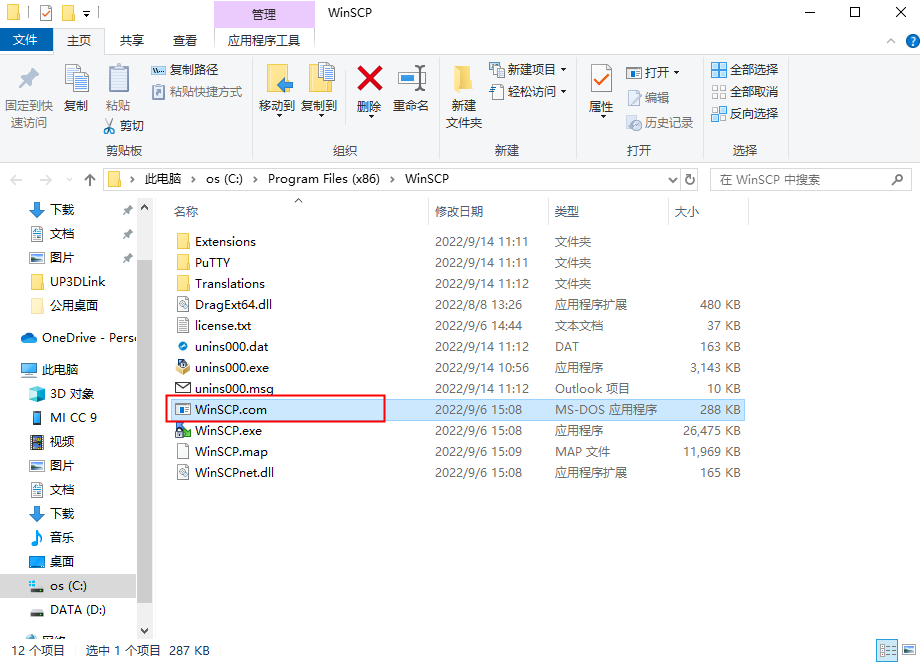 管理
WinSCP
文件
主页
共享
查看
应用程序工具
固定到快
速访问
复制
粘贴
复制路径
粘贴快捷方式
剪切
剪贴板
移动到
复制到
删除
重命名
组织
新建
文件夹
新建项目
轻松访问
新建
属性
打开
编辑
历史记录
打开
全部选择
全部取消
反向选择
选择
此电脑 › os (C:) › Program Files (x86) › WinSCP
在 WinSCP 中搜索
下载
文档
图片
UP3DLink
公用桌面
OneDrive - Pers
此电脑
3D 对象
MI CC 9
视频
图片
文档
下载
音乐
桌面
os (C:)
DATA (D:)
网络
名称 修改日期 类型 大小
Extensions 2022/9/14 11:11 文件夹
PuTTY 2022/9/14 11:11 文件夹
Translations 2022/9/14 11:12 文件夹
DragExt64.dll 2022/8/8 13:26 应用程序扩展 480 KB
license.txt 2022/9/6 14:44 文本文档 37 KB
unins000.dat 2022/9/14 11:12 DAT 163 KB
unins000.exe 2022/9/14 10:56 应用程序 3,143 KB
unins000.msg 2022/9/14 11:12 Outlook 项目 10 KB
WinSCP.com 2022/9/6 15:08 MS-DOS 应用程序 288 KB
WinSCP.exe 2022/9/6 15:08 应用程序 26,475 KB
WinSCP.map 2022/9/6 15:09 MAP 文件 11,969 KB
WinSCPnet.dll 2022/9/6 15:08 应用程序扩展 165 KB
12 个项目 选中 1 个项目 287 KB